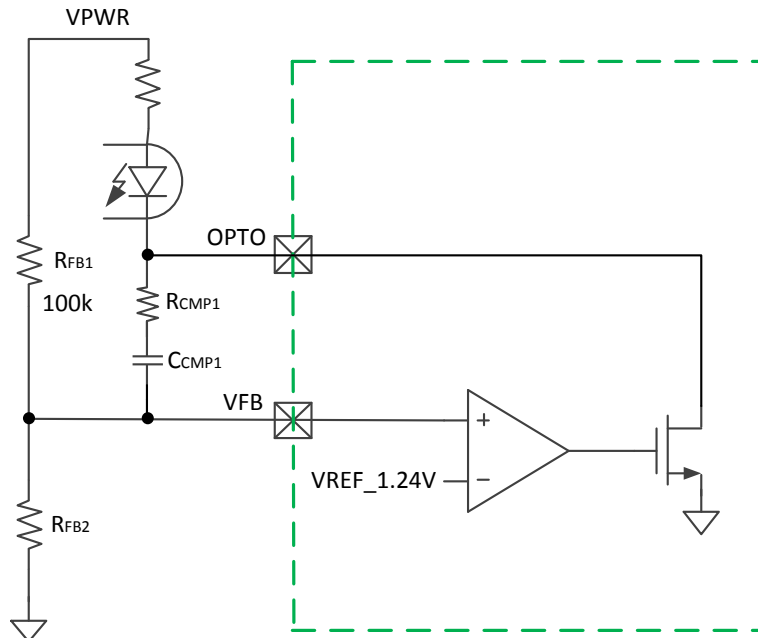 VPWR
OPTO
RFB1
100k
RCMP1
CCMP1
VFB
+
VREF_1.24V
−
RFB2